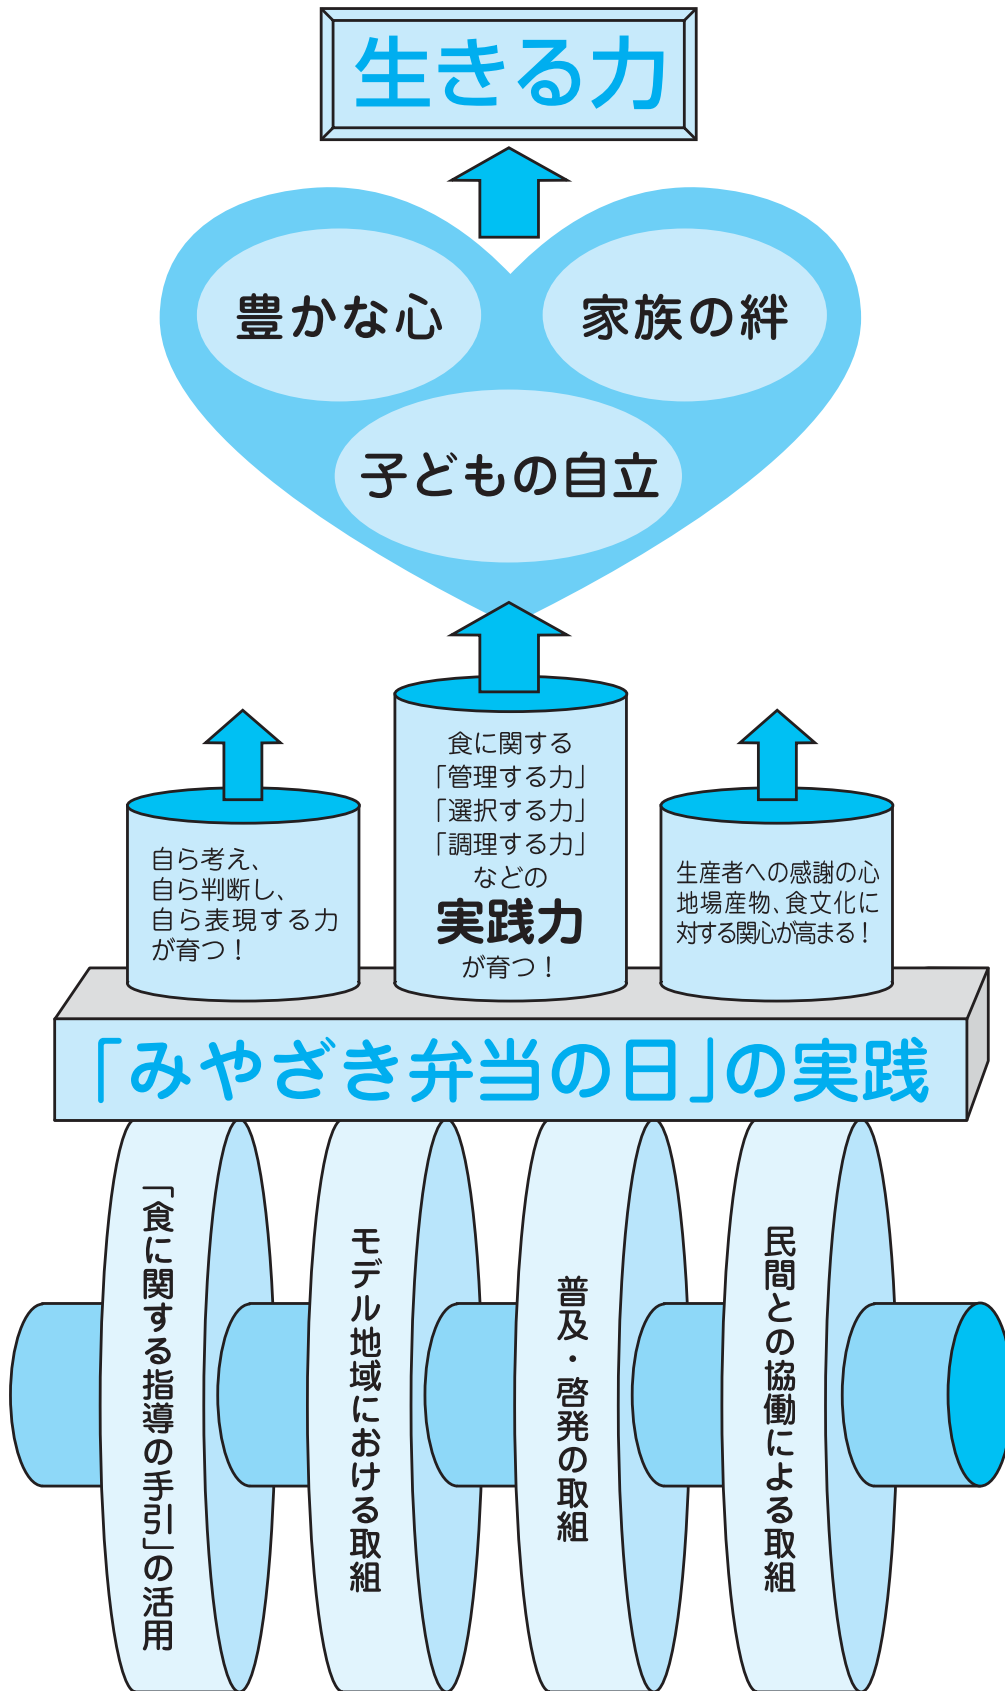 生きる力
豊かな心
家族の絆
子どもの自立
自ら考え、
自ら判断し、
自ら表現する力
が育つ！
食に関する
「管理する力」
「選択する力」
「調理する力」
などの
実践力
が育つ！
生産者への感謝の心
地場産物、食文化に
対する関心が高まる！
「みやざき弁当の日」の実践
「食に関する指導の手引」の活用
モデル地域における取組
普及・啓発の取組
民間との協働による取組